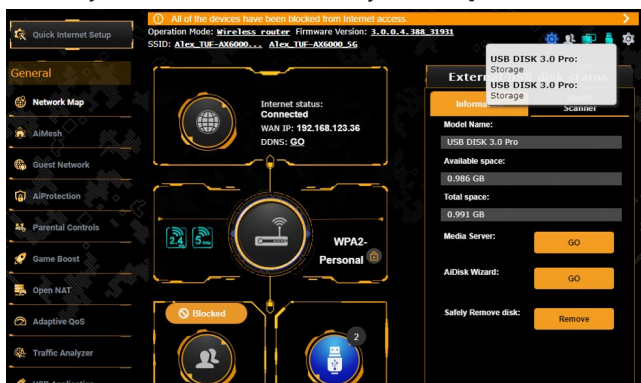 All of the devices have been blocked from Internet access.
Quick Internet Setup
Operation Mode: Wireless router Firmware Version: 3.0.0.4.388_31931
SSID: Alex_TUF-AX6000... Alex_TUF-AX6000_5G
General
Network Map
AiMesh
Guest Network
AiProtection
Parental Controls
Game Boost
Open NAT
Adaptive QoS
Traffic Analyzer
USB Application
Internet status:
Connected
WAN IP: 192.168.123.36
DDNS: GO
2.4
5
WPA2-
Personal
Blocked
2
USB DISK 3.0 Pro:
Storage
USB DISK 3.0 Pro:
Storage
Scanner
Model Name:
USB DISK 3.0 Pro
Available space:
0.986 GB
Total space:
0.991 GB
Media Server:
GO
AiDisk Wizard:
GO
Safely Remove disk:
Remove